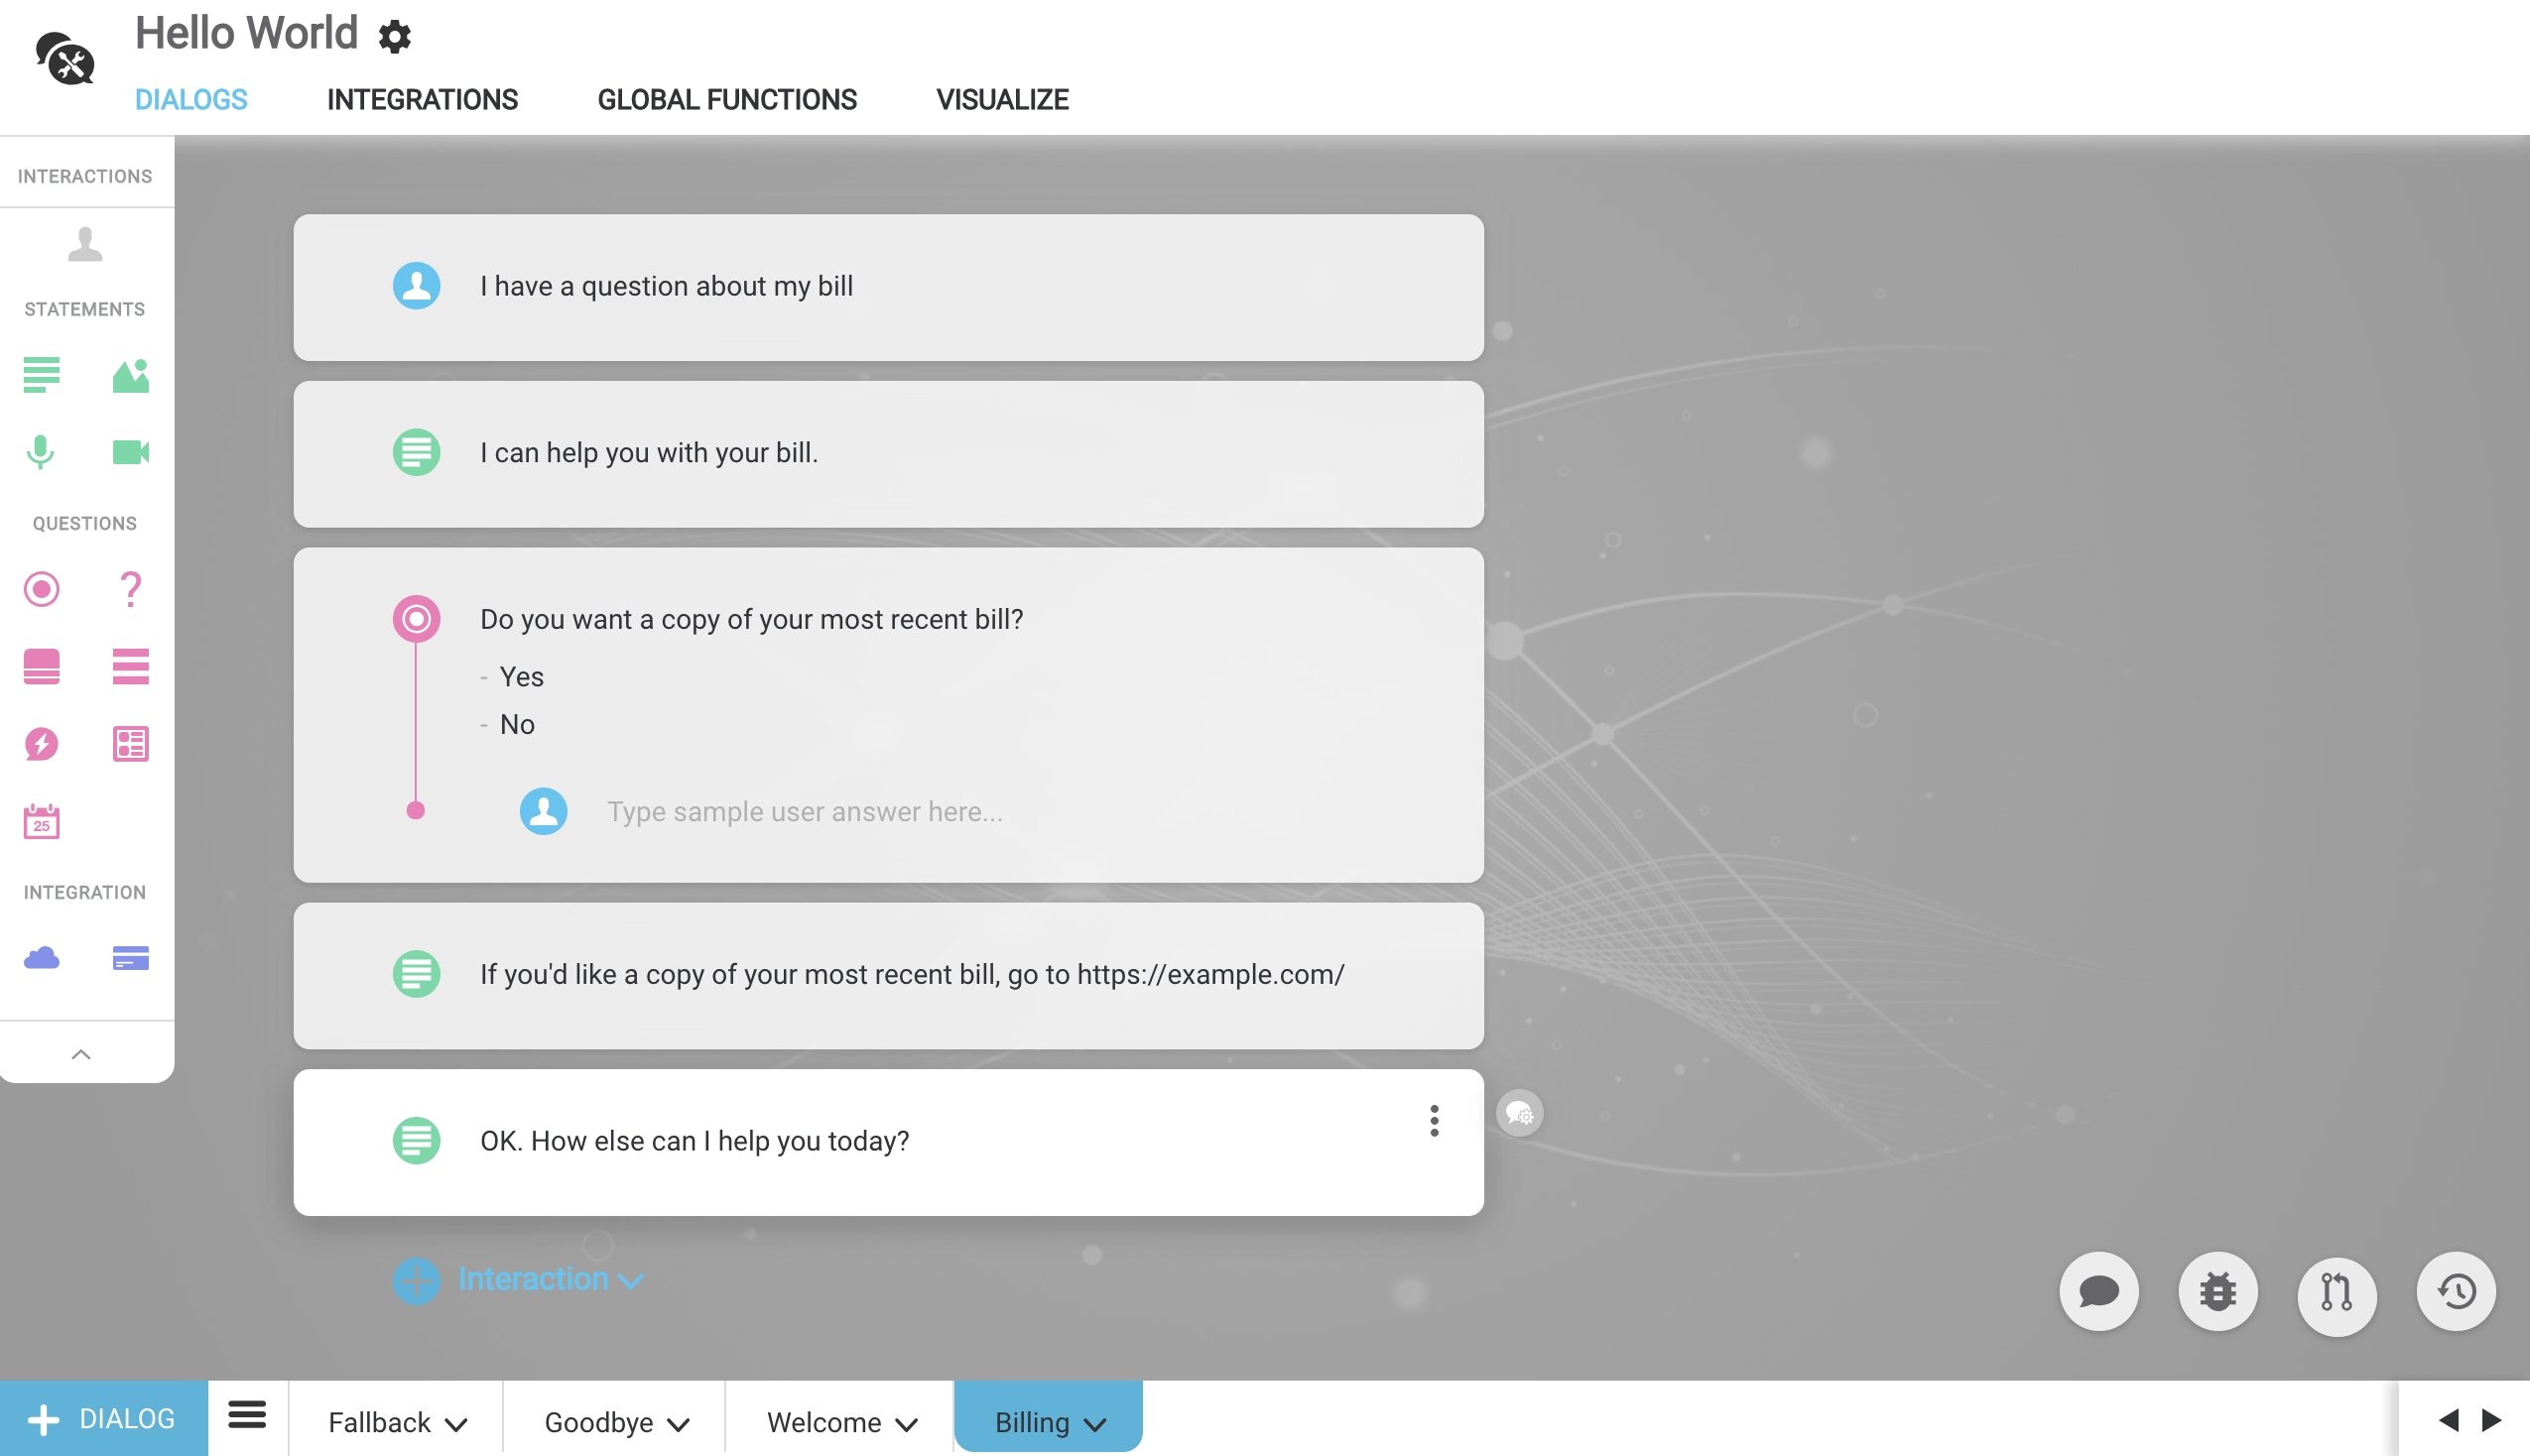 Hello World
DIALOGS INTEGRATIONS GLOBAL FUNCTIONS VISUALIZE
INTERACTIONS
STATEMENTS
QUESTIONS
?
25
INTEGRATION
I have a question about my bill
I can help you with your bill.
Do you want a copy of your most recent bill?
- Yes
- No
Type sample user answer here...
If you'd like a copy of your most recent bill, go to https://example.com/
OK. How else can I help you today?
Interaction
DIALOG Fallback Goodbye Welcome Billing